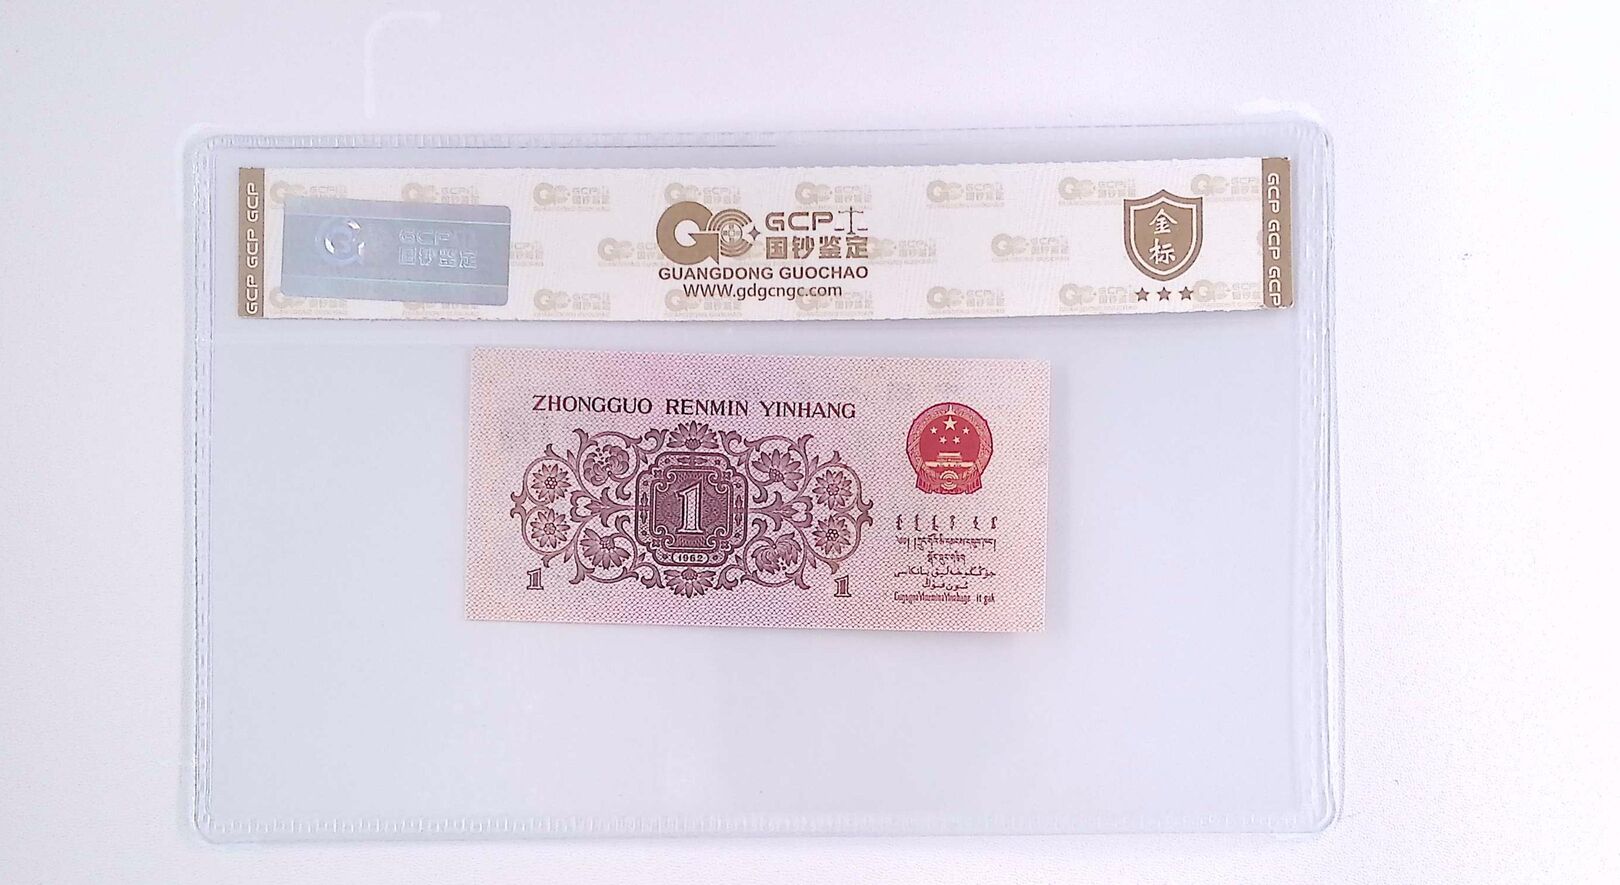 GCP GCP GCP
GCP
国钞鉴定
GCP
国钞鉴定
GUANGDONG GUOCHAO
WWW.gdgcngc.com
金
标
GCP GCP GCP
ZHONGGUO RENMIN YINHANG
1
1962
1
1